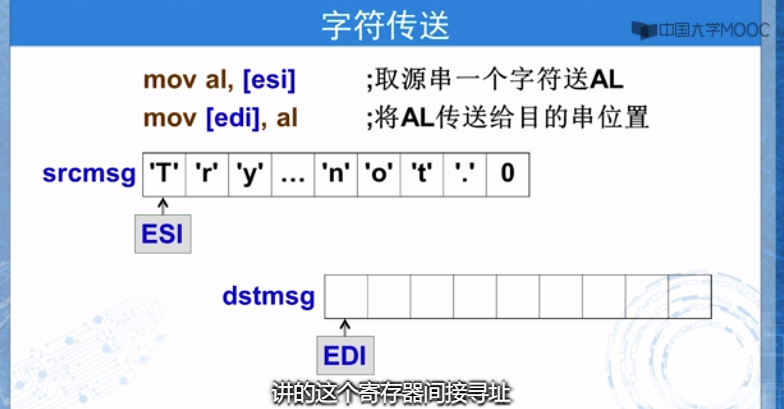 字符传送
中国大学MOOC
mov al, [esi] ;取源串一个字符送AL
mov [edi], al ;将AL传送给目的串位置
srcmsg 'T' 'r' 'y' … 'n' 'o' 't' '.' 0
ESI
dstmsg
EDI
讲的这个寄存器间接寻址